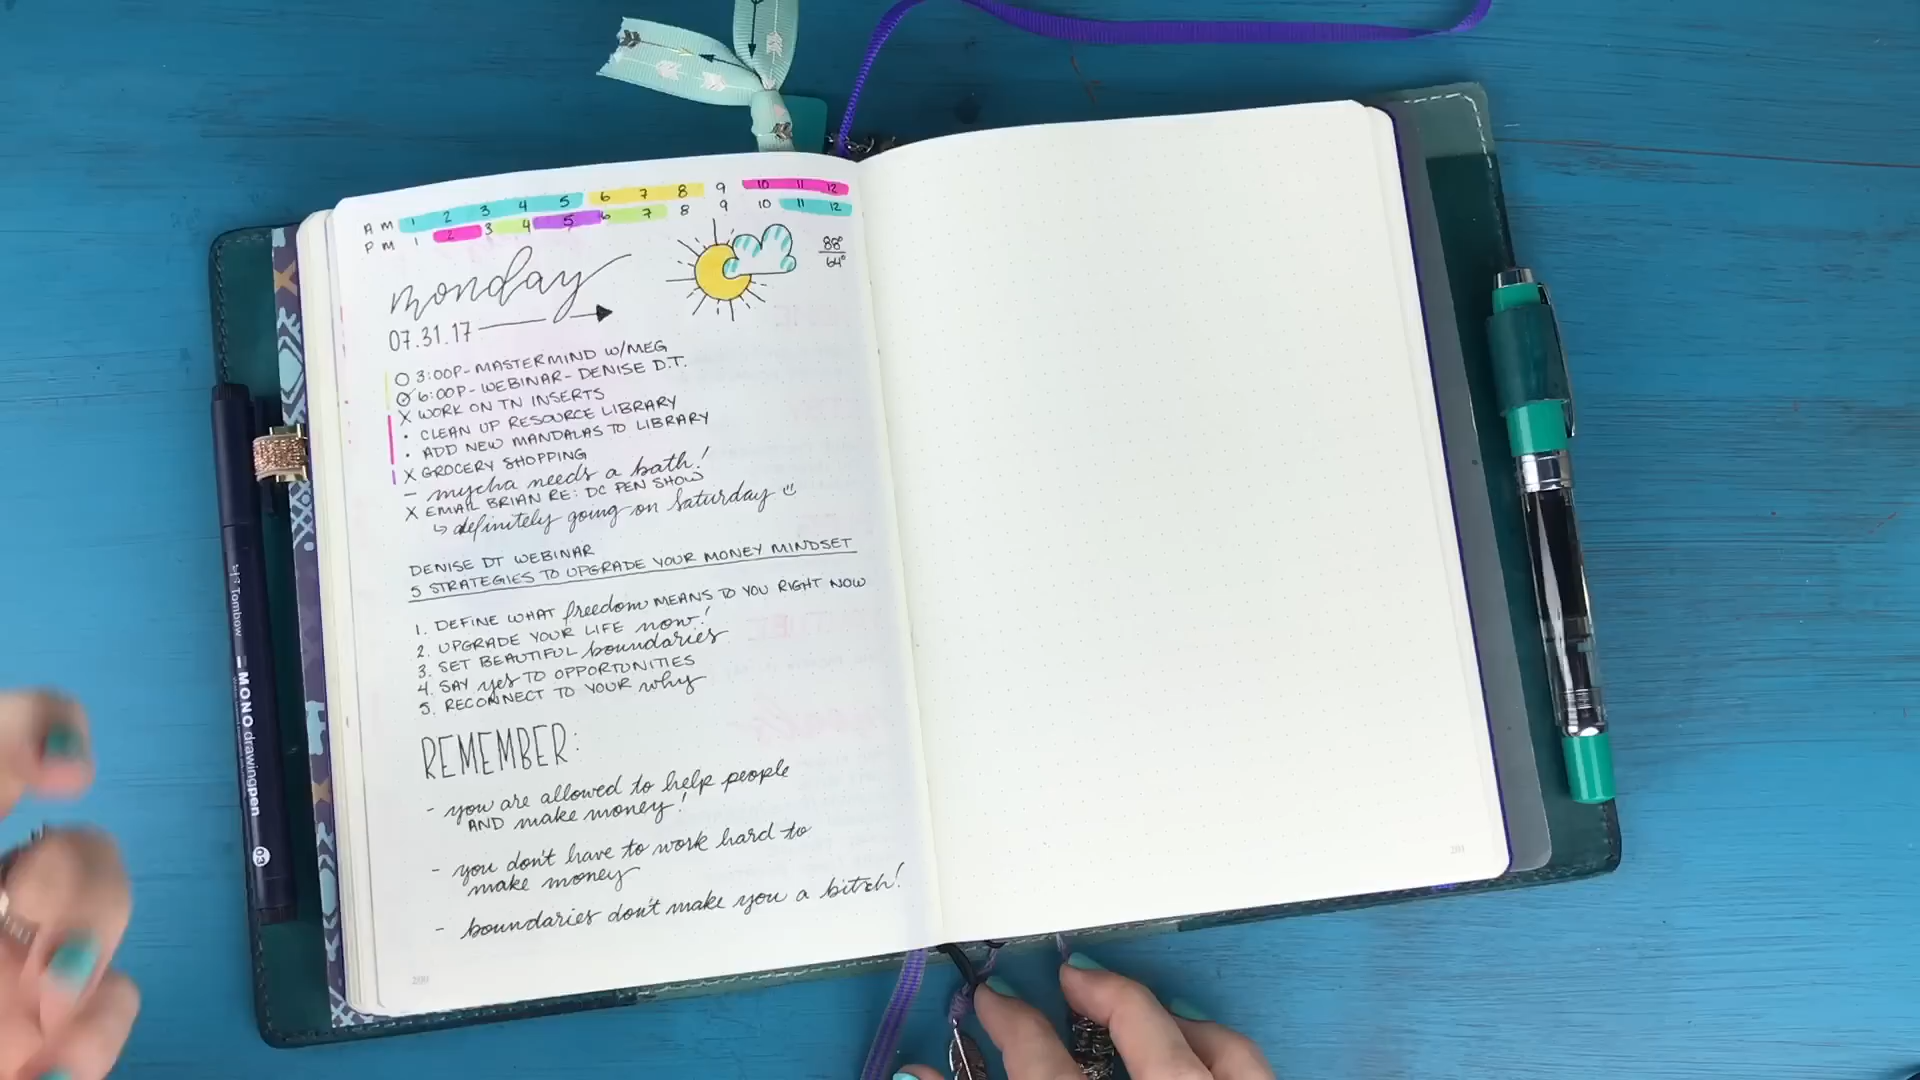 AM 1 2 3 4 5 6 7 8 9 10 11 12
PM 1 2 3 4 5 6 7 8 9 10 11 12
monday
88°
64°
07.31.17
3:00P - MASTERMIND W/MEG
6:00P - WEBINAR - DENISE D.T.
X WORK ON TN INSERTS
· CLEAN UP RESOURCE LIBRARY
· ADD NEW MANDALAS TO LIBRARY
X GROCERY SHOPPING
- mycha needs a bath!
X EMAIL BRIAN RE: DC PEN SHOW
↳ definitely going on Saturday
DENISE DT WEBINAR
5 STRATEGIES TO UPGRADE YOUR MONEY MINDSET
1. DEFINE WHAT freedom MEANS TO YOU RIGHT NOW
2. UPGRADE YOUR LIFE now!
3. SET BEAUTIFUL boundaries
4. SAY yes TO OPPORTUNITIES
5. RECONNECT TO YOUR why
REMEMBER:
- you are allowed to help people
AND make money!
- you don't have to work hard to
make money
- boundaries don't make you a bitch!
200
201
Tombow
MONO drawingpen
03